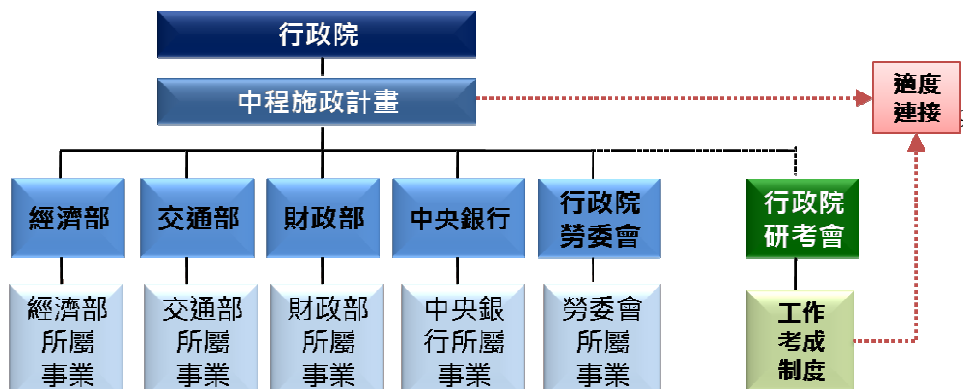 行政院
中程施政計畫
適度
連接
經濟部
交通部
財政部
中央銀行
行政院
勞委會
行政院
研考會
經濟部
所屬
事業
交通部
所屬
事業
財政部
所屬
事業
中央銀
行所屬
事業
勞委會
所屬
事業
工作
考成
制度